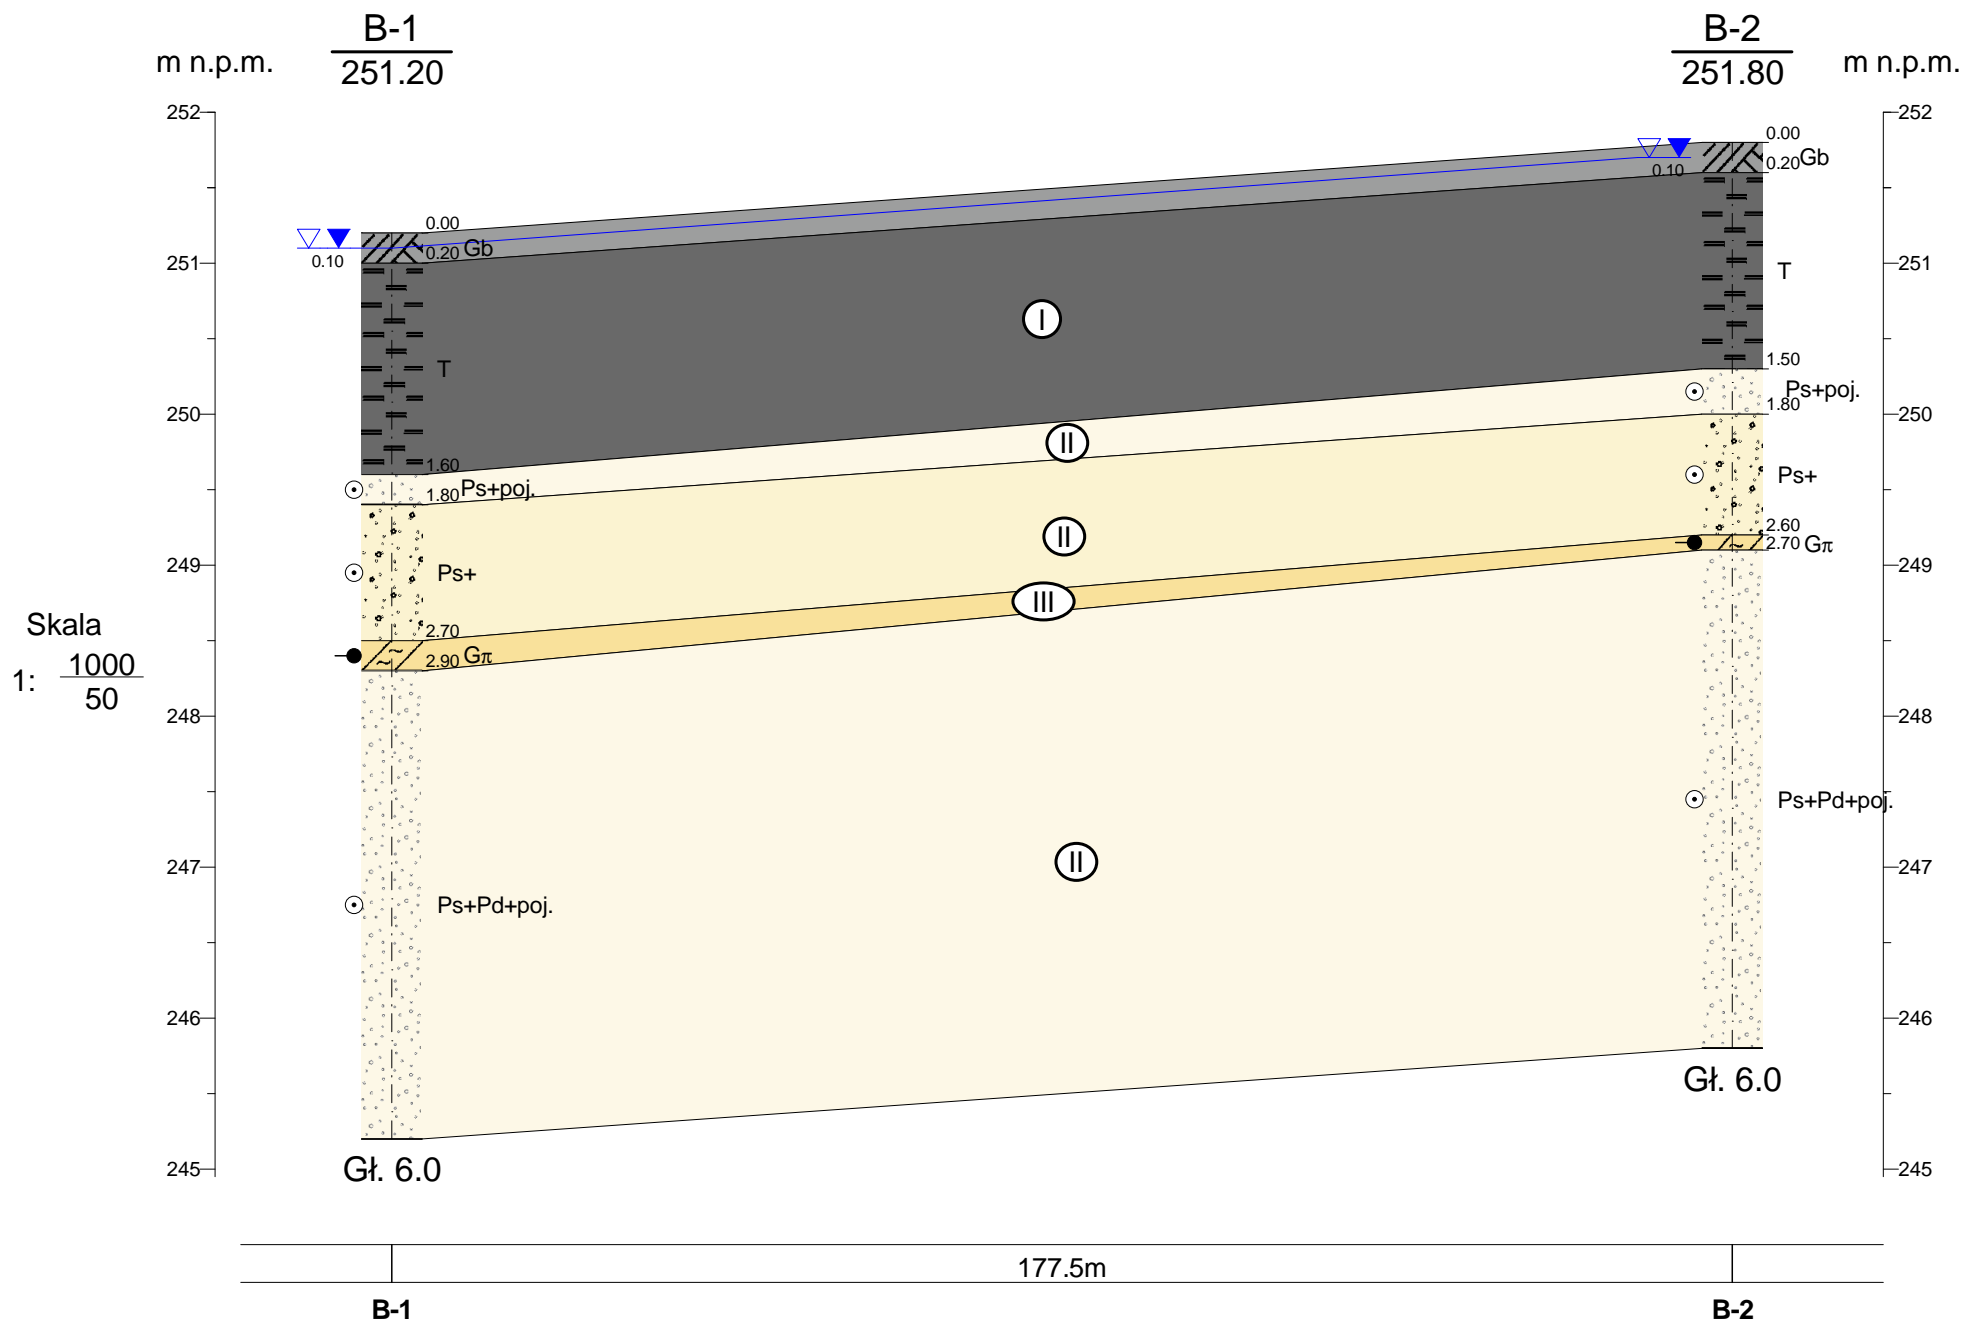 B-1
251.20
B-2
251.80
m n.p.m.
m n.p.m.
252
252
0.00
0.20 Gb
0.10
0.00
0.20 Gb
0.10
251
251
T
T
I
1.50
Ps+poj.
1.80
250
250
II
1.60
1.80 Ps+poj.
Ps+
II
2.60
2.70 Gπ
249
249
Ps+
III
2.70
2.90 Gπ
Skala
1: 1000
50
248
248
Ps+Pd+poj.
247
247
II
Ps+Pd+poj.
246
246
Gł. 6.0
Gł. 6.0
245
245
177.5m
B-1
B-2